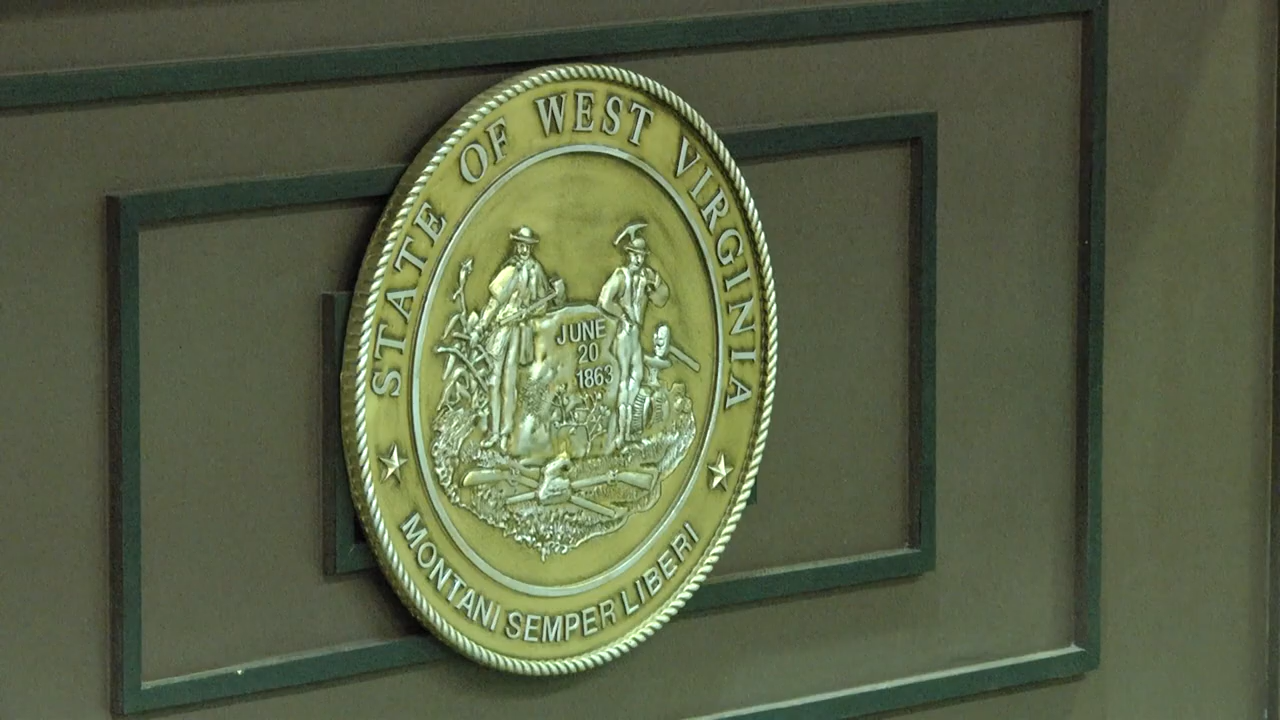 STATE OF WEST VIRGINIA
JUNE
20
1863
MONTANI SEMPER LIBERI